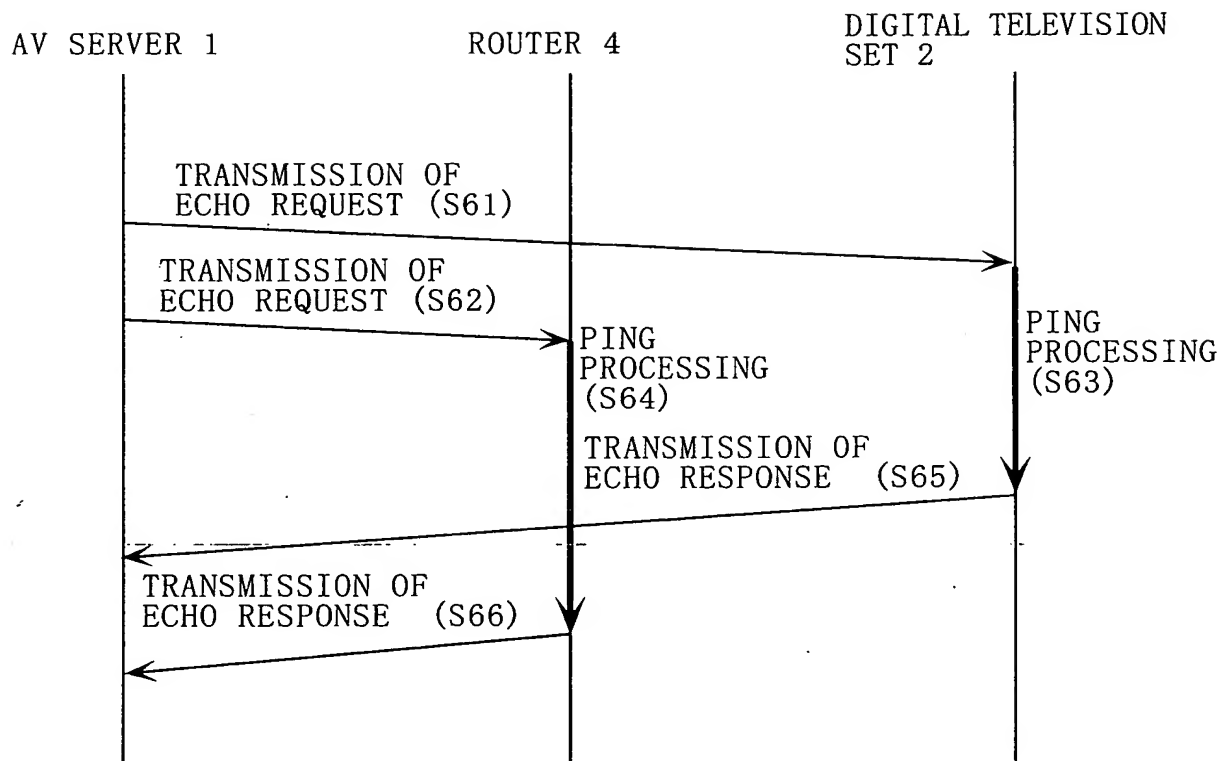 AV SERVER 1
ROUTER 4
DIGITAL TELEVISION
SET 2
TRANSMISSION OF
ECHO REQUEST (S61)
TRANSMISSION OF
ECHO REQUEST (S62)
PING
PROCESSING
(S64)
PING
PROCESSING
(S63)
TRANSMISSION OF
ECHO RESPONSE (S65)
TRANSMISSION OF
ECHO RESPONSE (S66)